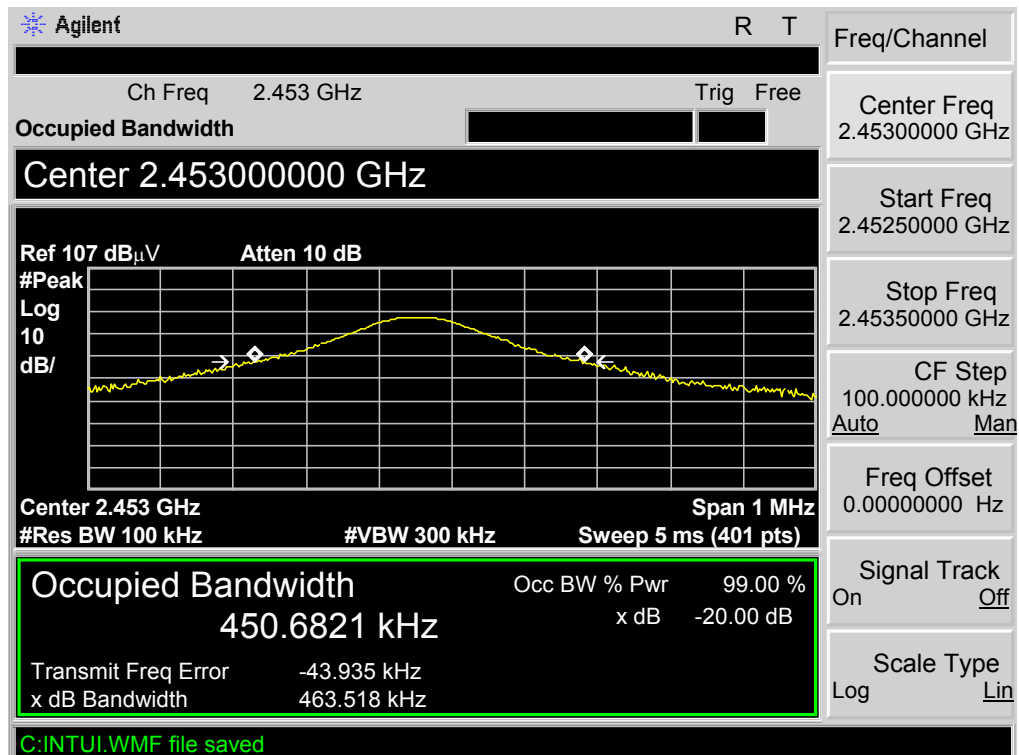 Agilent R T
Ch Freq 2.453 GHz Trig Free
Occupied Bandwidth
Center 2.453000000 GHz
Ref 107 dBμV Atten 10 dB
#Peak
Log
10
dB/
Center 2.453 GHz Span 1 MHz
#Res BW 100 kHz #VBW 300 kHz Sweep 5 ms (401 pts)
Occupied Bandwidth Occ BW % Pwr 99.00 %
450.6821 kHz x dB -20.00 dB
Transmit Freq Error -43.935 kHz
x dB Bandwidth 463.518 kHz
C:INTUI.WMF file saved
Freq/Channel
Center Freq
2.45300000 GHz
Start Freq
2.45250000 GHz
Stop Freq
2.45350000 GHz
CF Step
100.000000 kHz
Auto Man
Freq Offset
0.00000000 Hz
Signal Track
On Off
Scale Type
Log Lin